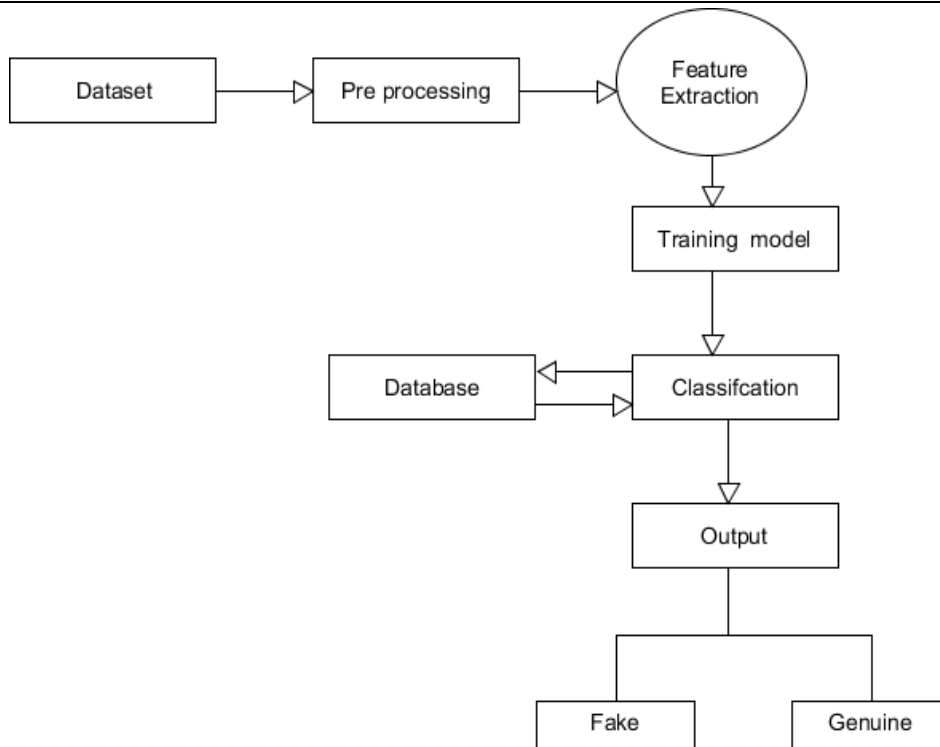 Dataset
Pre processing
Feature
Extraction
Training model
Database
Classifcation
Output
Fake
Genuine